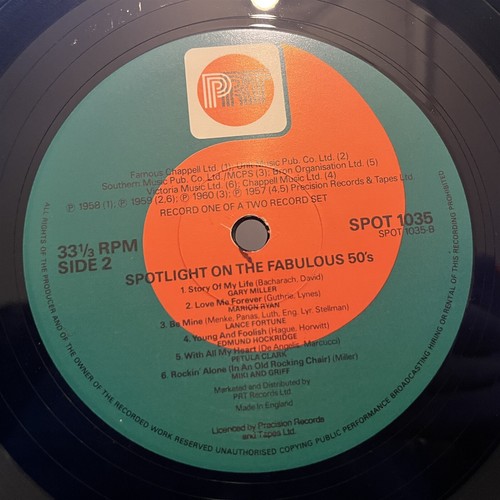 PRT
Famous Chappell Ltd (1); United Music Pub. Co. Ltd. (2)
Southern Music Pub. Co. Ltd./MCPS (3); Bron Organisation Ltd. (5)
Victoria Music Ltd. (6); Chappell Music Ltd. (4)
℗ 1958 (1); ℗ 1959 (2.6); ℗ 1960 (3); ℗ 1957 (4.5) Precision Records & Tapes Ltd.
RECORD ONE OF A TWO RECORD SET
SPOT 1035
SPOT 1035-B
33⅓ RPM
SIDE 2
SPOTLIGHT ON THE FABULOUS 50's
1. Story Of My Life (Bacharach, David)
GARY MILLER
2. Love Me Forever (Guthrie, Lynes)
MARION RYAN
3. Be Mine (Menke, Panas, Luth, Eng. Lyr. Stellman)
LANCE FORTUNE
4. Young And Foolish (Hague, Horwitt)
EDMUND HOCKRIDGE
5. With All My Heart (De Angelis, Marcucco)
PETULA CLARK
6. Rockin' Alone (In An Old Rocking Chair) (Miller)
MIKI AND GRIFF
Marketed and Distributed by
PRT Records Ltd.
Made in England
Licenced by Precision Records
and Tapes Ltd.
ALL RIGHTS OF THE PRODUCER AND OF THE OWNER OF THE RECORDED WORK RESERVED UNAUTHORISED COPYING PUBLIC PERFORMANCE BROADCASTING HIRING OR RENTAL OF THIS RECORDING PROHIBITED